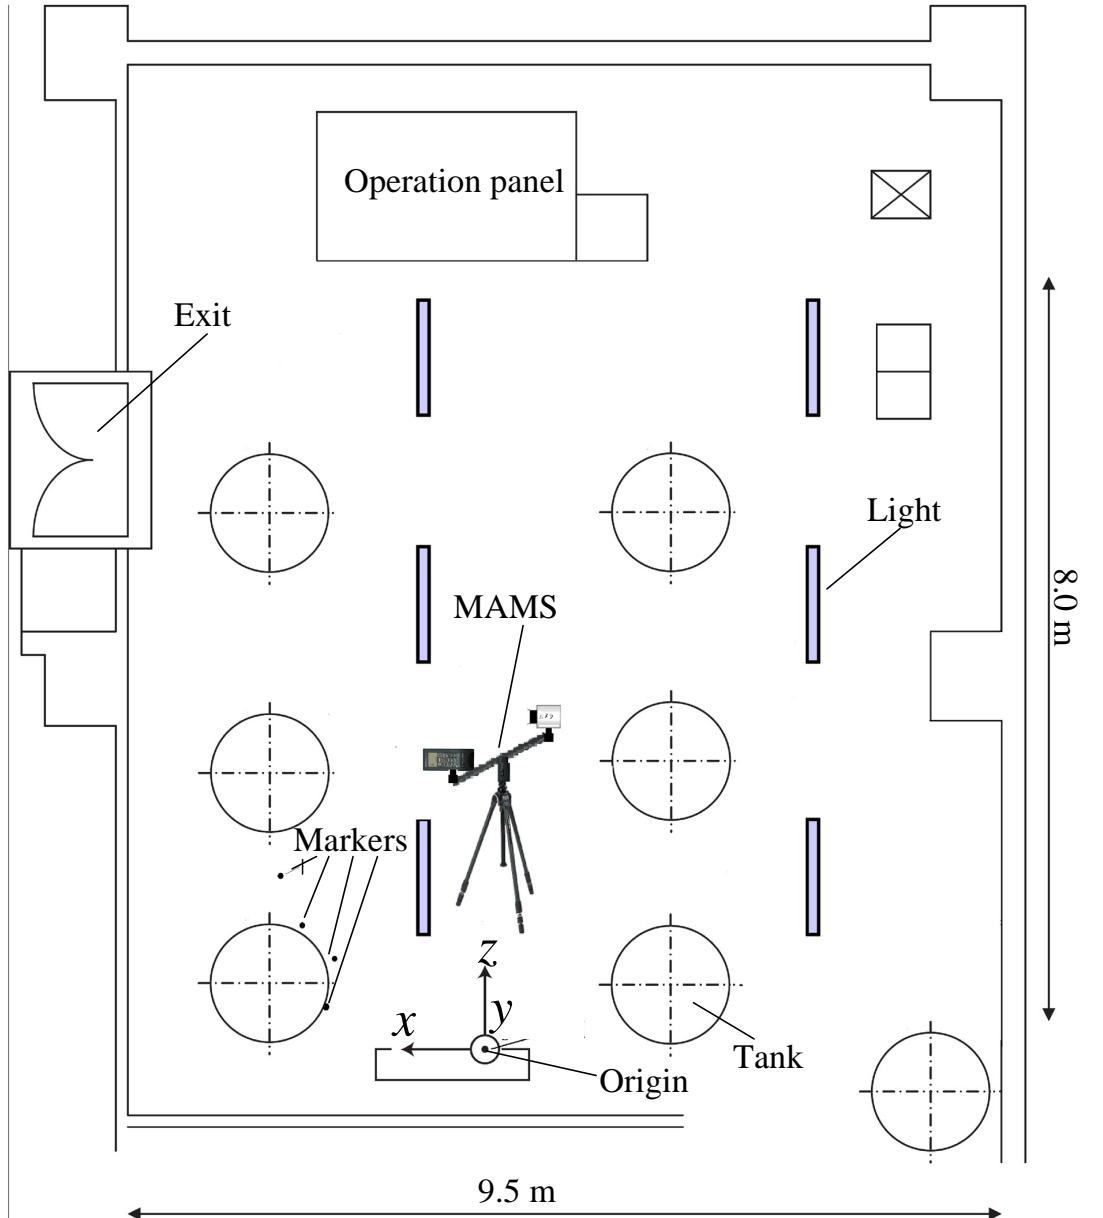 Operation panel
Exit
Light
MAMS
8.0 m
Markers
z
x
y
Tank
Origin
9.5 m